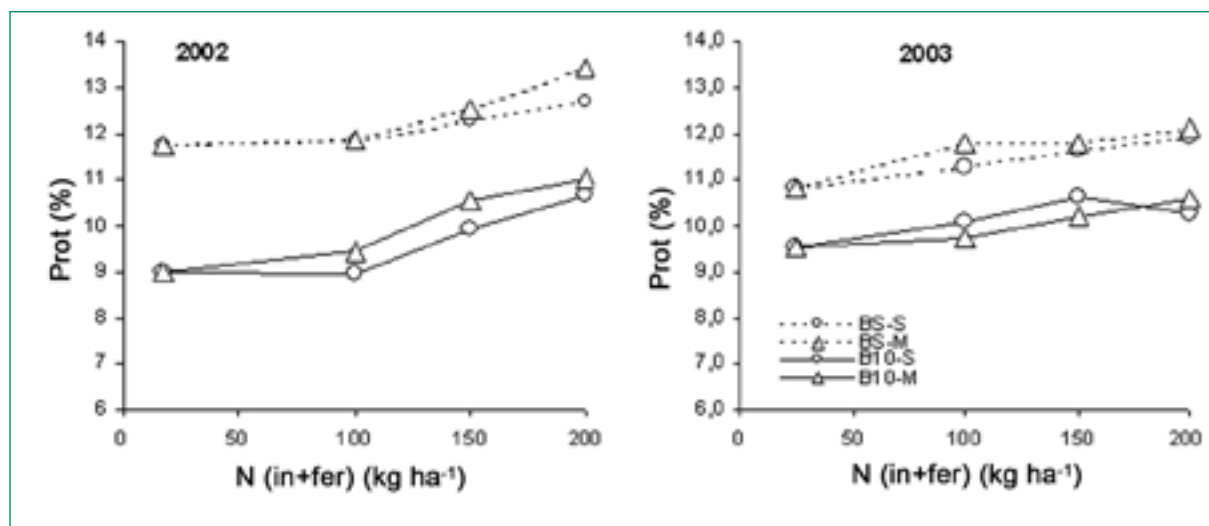 2002
14
13
12
11
10
9
8
7
6
Prot (%)
0 50 100 150 200
N (in+fer) (kg ha-1)
2003
14,0
13,0
12,0
11,0
10,0
9,0
8,0
7,0
6,0
Prot (%)
BS-S
BS-M
B10-S
B10-M
0 50 100 150 200
N (in+fer) (kg ha-1)